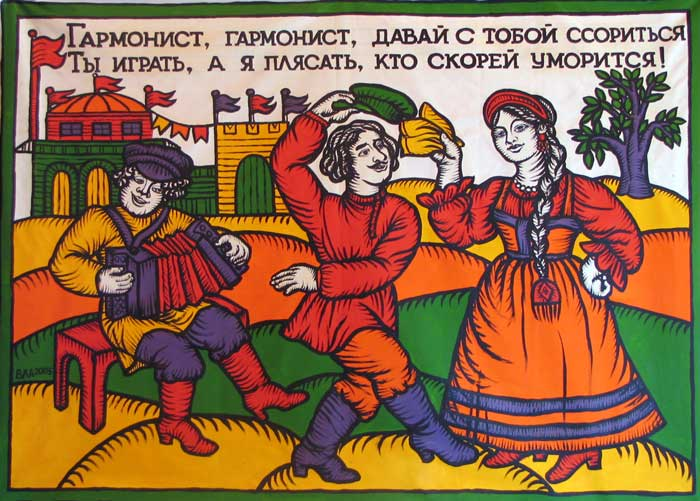 Гармонист, гармонист, давай с тобой ссориться
Ты играть, а я плясать, кто скорей уморится!